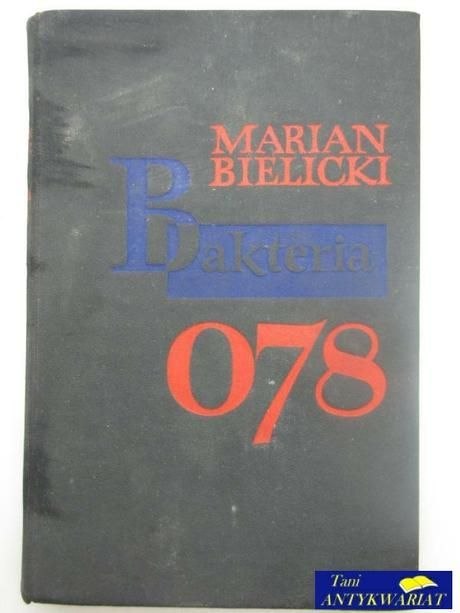 MARIAN
BIELICKI
Bakteria
078
Tani
ANTYKWARIAT